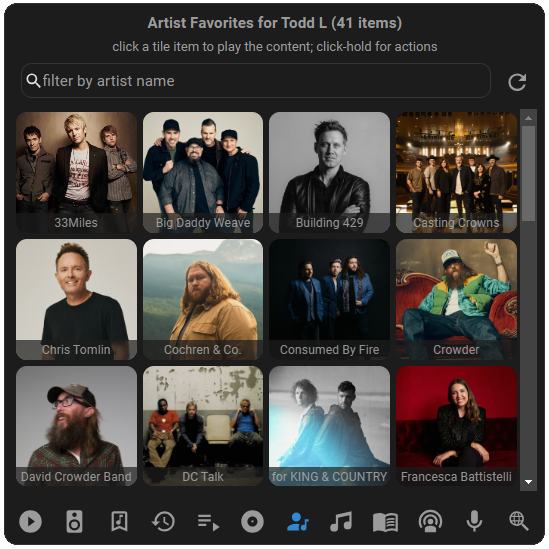 Artist Favorites for Todd L (41 items)
click a tile item to play the content; click-hold for actions
filter by artist name
33Miles
Big Daddy Weave
Building 429
Casting Crowns
Chris Tomlin
Cochren & Co.
Consumed By Fire
Crowder
David Crowder Band
DC Talk
for KING & COUNTRY
Francesca Battistelli